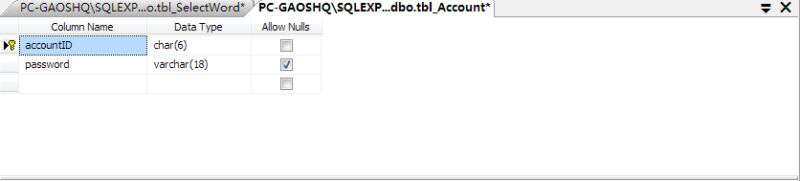 PC-GAOSHQ\SQLEXP...o.tbl_SelectWord* PC-GAOSHQ\SQLEXP...dbo.tbl_Account*
Column Name Data Type Allow Nulls
accountID char(6)
password varchar(18)